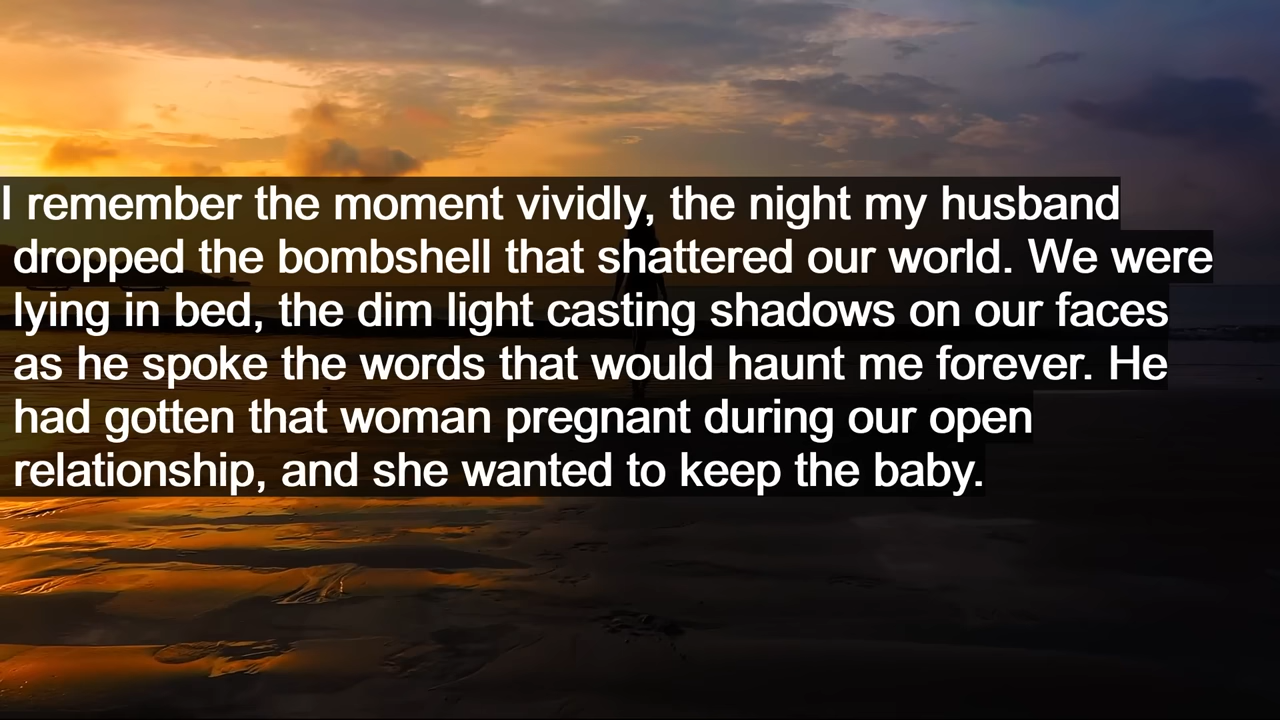 I remember the moment vividly, the night my husband
dropped the bombshell that shattered our world. We were
lying in bed, the dim light casting shadows on our faces
as he spoke the words that would haunt me forever. He
had gotten that woman pregnant during our open
relationship, and she wanted to keep the baby.